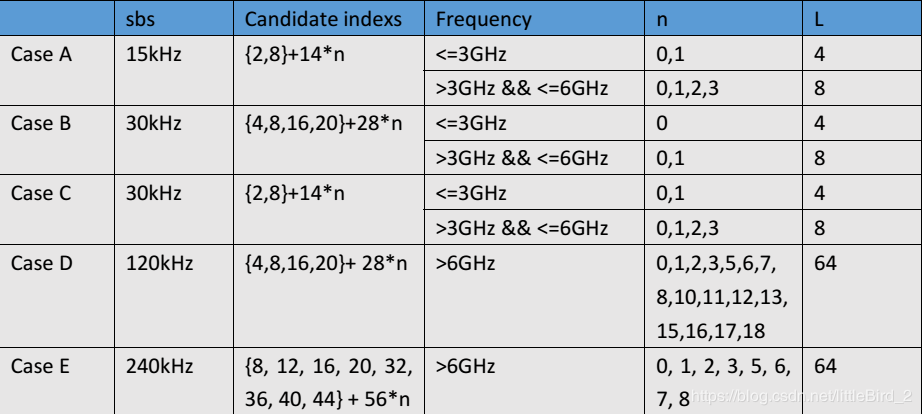 sbs Candidate indexs Frequency n L
Case A 15kHz {2,8}+14*n <=3GHz 0,1 4
>3GHz && <=6GHz 0,1,2,3 8
Case B 30kHz {4,8,16,20}+28*n <=3GHz 0 4
>3GHz && <=6GHz 0,1 8
Case C 30kHz {2,8}+14*n <=3GHz 0,1 4
>3GHz && <=6GHz 0,1,2,3 8
Case D 120kHz {4,8,16,20}+ 28*n >6GHz 0,1,2,3,5,6,7, 64
8,10,11,12,13,
15,16,17,18
Case E 240kHz {8, 12, 16, 20, 32, >6GHz 0, 1, 2, 3, 5, 6, 64
36, 40, 44} + 56*n 7, 8
https://blog.csdn.net/littleBird_2